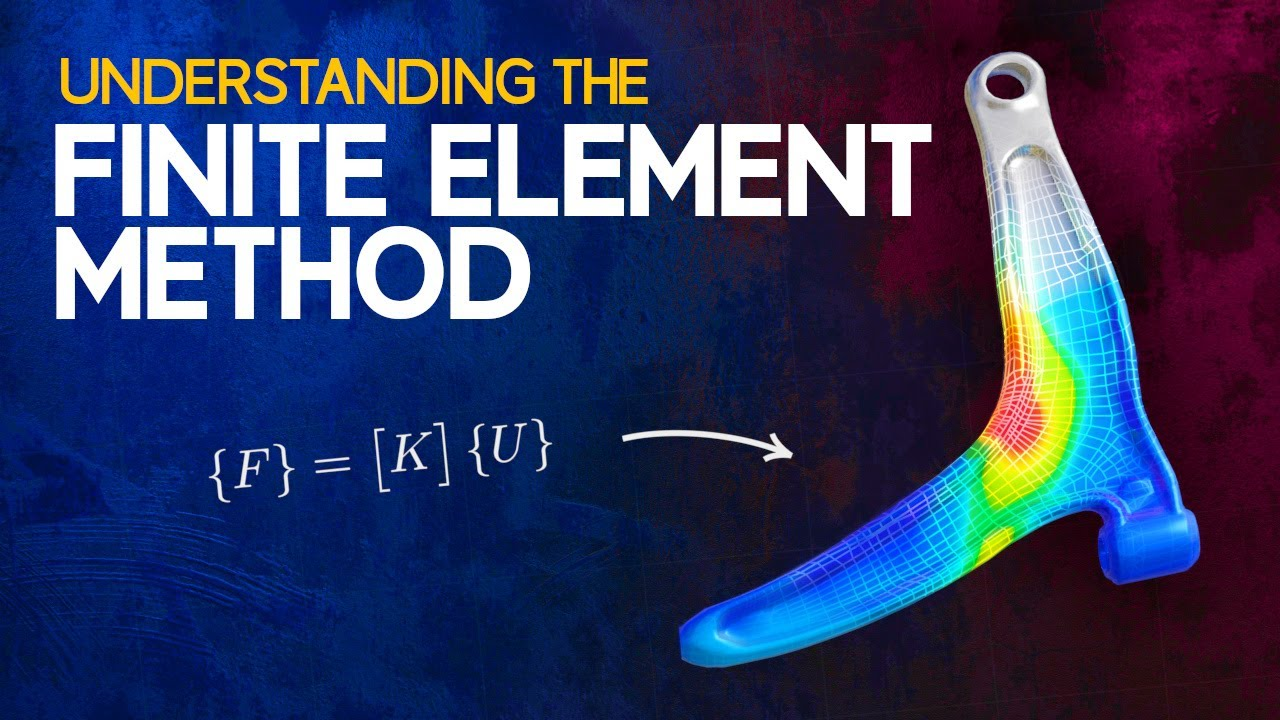 UNDERSTANDING THE
FINITE ELEMENT
METHOD
{F} = [K] {U}